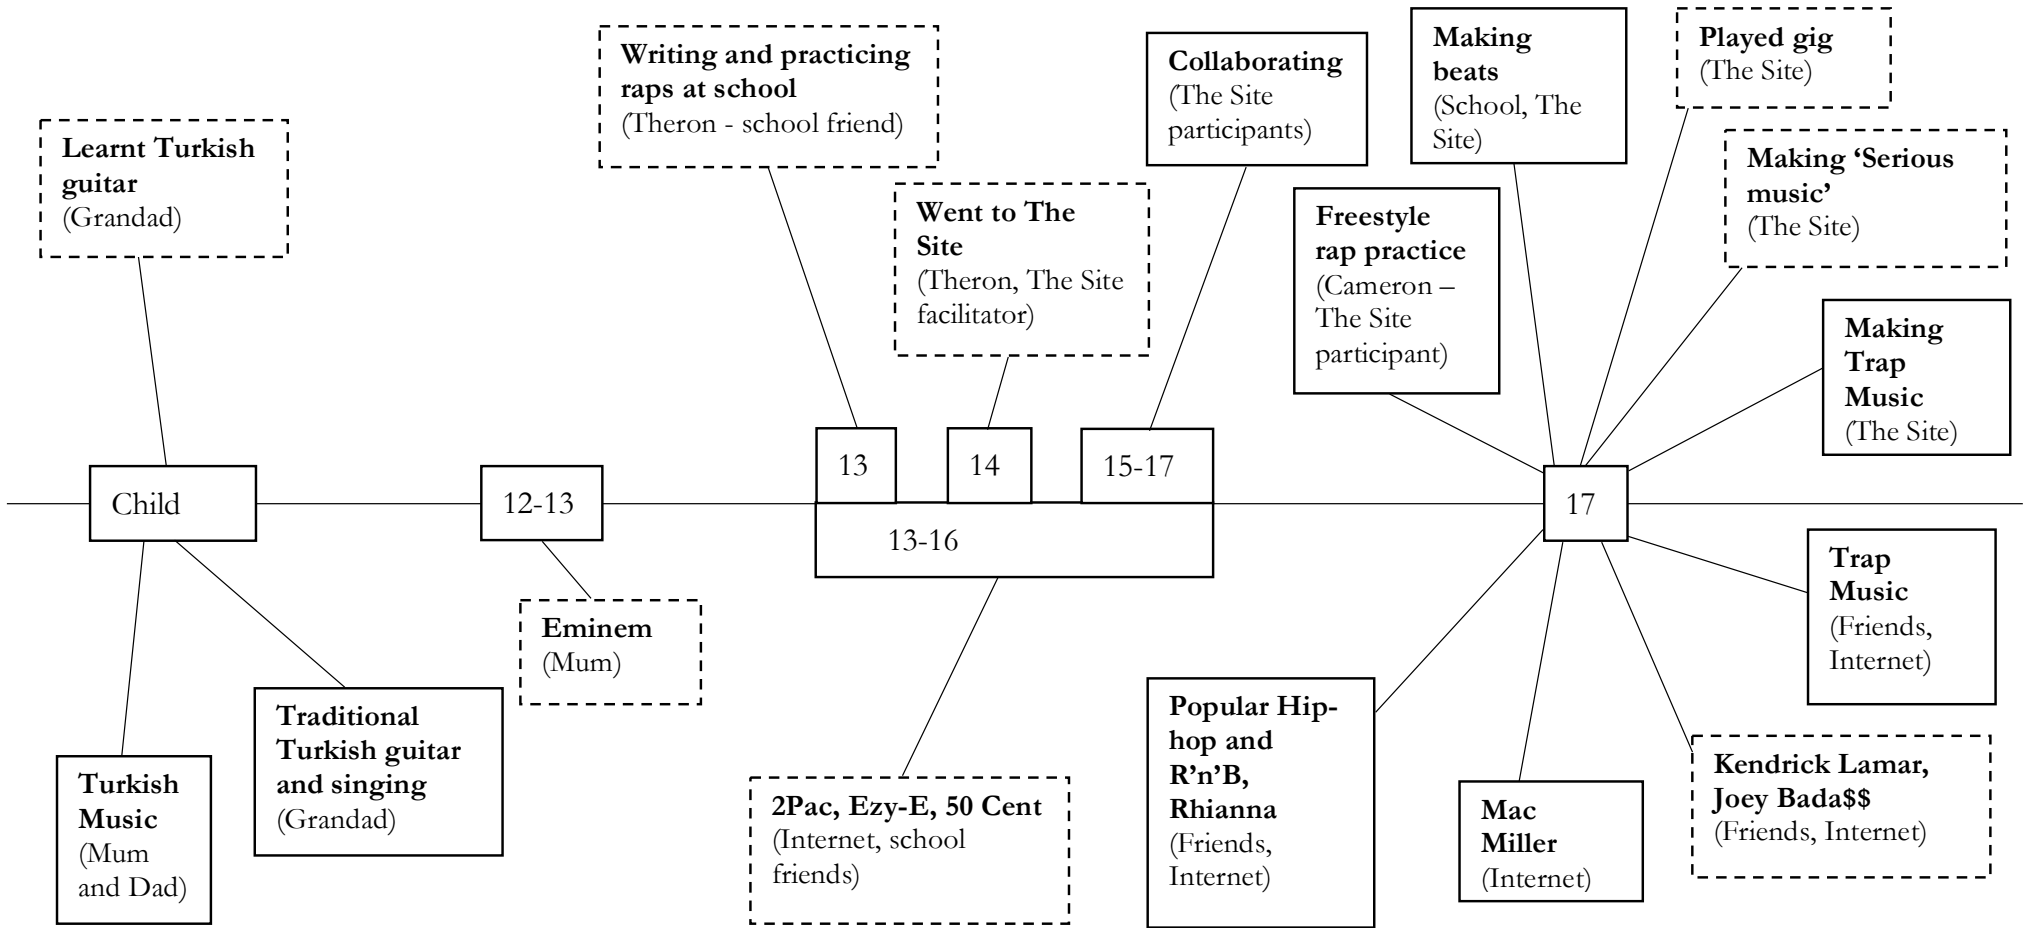 Learnt Turkish
guitar
(Grandad)
Writing and practicing
raps at school
(Theron - school friend)
Went to The
Site
(Theron, The Site
facilitator)
Collaborating
(The Site
participants)
Freestyle
rap practice
(Cameron –
The Site
participant)
Making
beats
(School, The
Site)
Played gig
(The Site)
Making ‘Serious
music’
(The Site)
Making
Trap
Music
(The Site)
Child
12-13
13
14
15-17
13-16
17
Turkish
Music
(Mum
and Dad)
Traditional
Turkish guitar
and singing
(Grandad)
Eminem
(Mum)
2Pac, Ezy-E, 50 Cent
(Internet, school
friends)
Popular Hip-
hop and
R’n’B,
Rhianna
(Friends,
Internet)
Mac
Miller
(Internet)
Kendrick Lamar,
Joey Bada$$
(Friends, Internet)
Trap
Music
(Friends,
Internet)